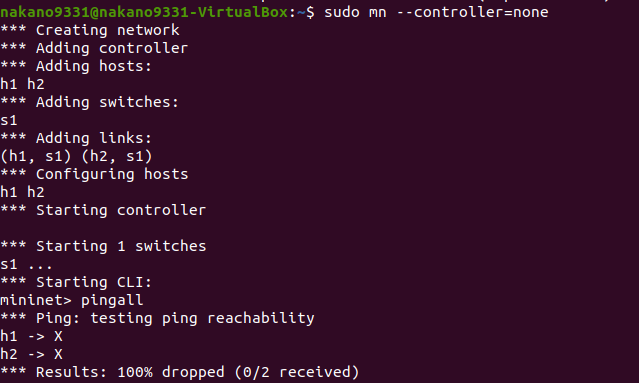 nakano9331@nakano9331-VirtualBox:~$ sudo mn --controller=none
*** Creating network
*** Adding controller
*** Adding hosts:
h1 h2
*** Adding switches:
s1
*** Adding links:
(h1, s1) (h2, s1)
*** Configuring hosts
h1 h2
*** Starting controller

*** Starting 1 switches
s1 ...
*** Starting CLI:
mininet> pingall
*** Ping: testing ping reachability
h1 -> X
h2 -> X
*** Results: 100% dropped (0/2 received)